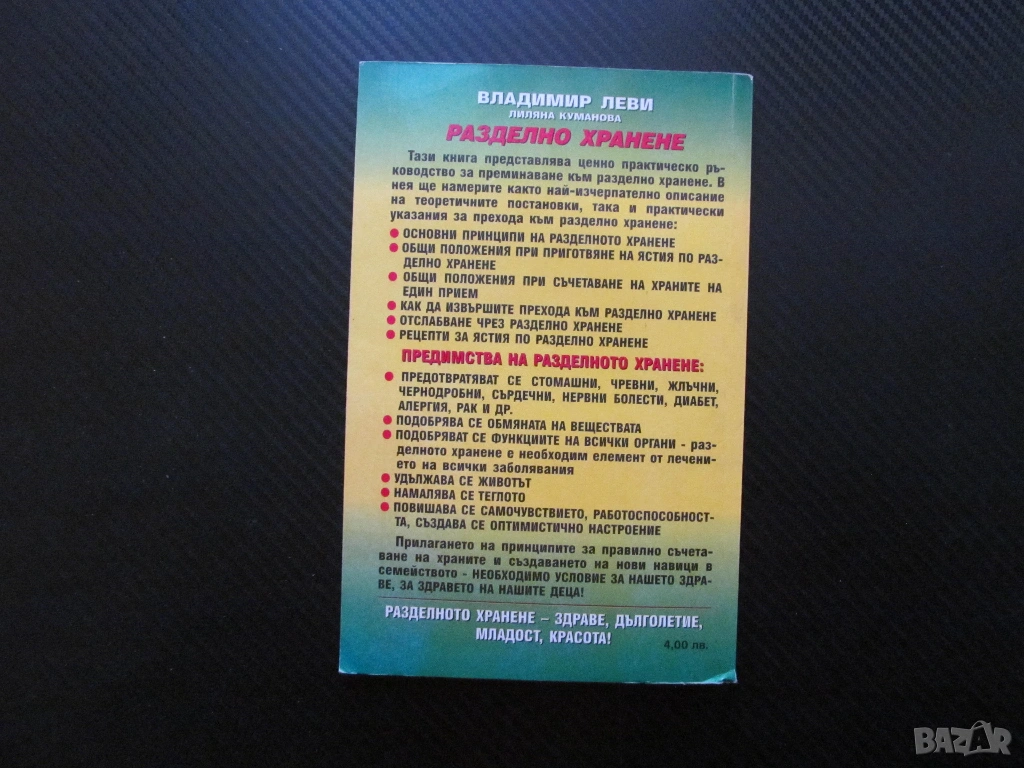 ВЛАДИМИР ЛЕВИ
ЛИЛЯНА КУМАНОВА
РАЗДЕЛНО ХРАНЕНЕ
Тази книга представлява ценно практическо ръ-
ководство за преминаване към разделно хранене. В
нея ще намерите както най-изчерпателно описание
на теоретичните постановки, така и практически
указания за прехода към разделно хранене:
● ОСНОВНИ ПРИНЦИПИ НА РАЗДЕЛНОТО ХРАНЕНЕ
● ОБЩИ ПОЛОЖЕНИЯ ПРИ ПРИГОТВЯНЕ НА ЯСТИЯ ПО РАЗ-
ДЕЛНО ХРАНЕНЕ
● ОБЩИ ПОЛОЖЕНИЯ ПРИ СЪЧЕТАВАНЕ НА ХРАНИТЕ НА
ЕДИН ПРИЕМ
● КАК ДА ИЗВЪРШИТЕ ПРЕХОДА КЪМ РАЗДЕЛНО ХРАНЕНЕ
● ОТСЛАБВАНЕ ЧРЕЗ РАЗДЕЛНО ХРАНЕНЕ
● РЕЦЕПТИ ЗА ЯСТИЯ ПО РАЗДЕЛНО ХРАНЕНЕ
ПРЕДИМСТВА НА РАЗДЕЛНОТО ХРАНЕНЕ:
● ПРЕДОТВРАТЯВАТ СЕ СТОМАШНИ, ЧРЕВНИ, ЖЛЪЧНИ,
ЧЕРНОДРОБНИ, СЪРДЕЧНИ, НЕРВНИ БОЛЕСТИ, ДИАБЕТ,
АЛЕРГИЯ, РАК И ДР.
● ПОДОБРЯВА СЕ ОБМЯНАТА НА ВЕЩЕСТВАТА
● ПОДОБРЯВАТ СЕ ФУНКЦИИТЕ НА ВСИЧКИ ОРГАНИ - раз-
делното хранене е необходим елемент от лечени-
ето на всички заболявания
● УДЪЛЖАВА СЕ ЖИВОТЪТ
● НАМАЛЯВА СЕ ТЕГЛОТО
● ПОВИШАВА СЕ САМОЧУВСТВИЕТО, РАБОТОСПОСОБНОСТ-
ТА, СЪЗДАВА СЕ ОПТИМИСТИЧНО НАСТРОЕНИЕ
Прилагането на принципите за правилно съчета-
ване на храните и създаването на нови навици в
семейството - НЕОБХОДИМО УСЛОВИЕ ЗА НАШЕТО ЗДРА-
ВЕ, ЗА ЗДРАВЕТО НА НАШИТЕ ДЕЦА!
РАЗДЕЛНОТО ХРАНЕНЕ – ЗДРАВЕ, ДЪЛГОЛЕТИЕ,
МЛАДОСТ, КРАСОТА!
4,00 лв.
BAZAR